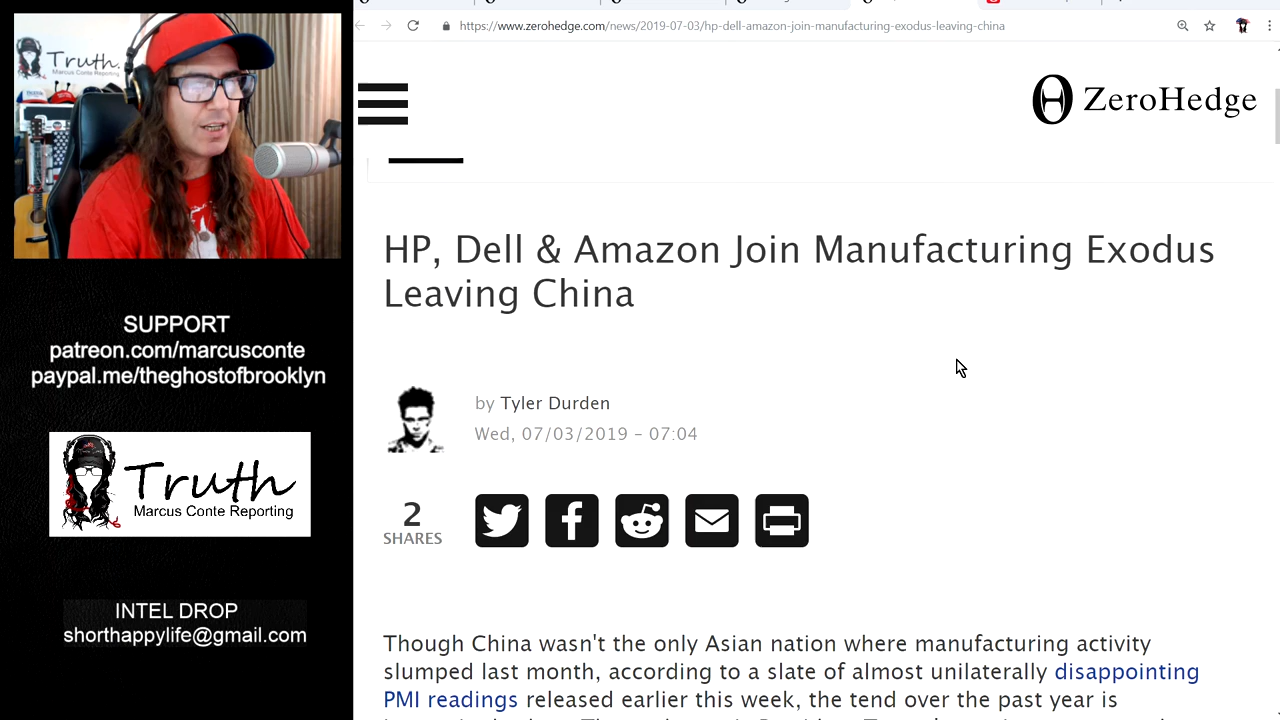 https://www.zerohedge.com/news/2019-07-03/hp-dell-amazon-join-manufacturing-exodus-leaving-china
Truth.
Marcus Conte Reporting
ZeroHedge
HP, Dell & Amazon Join Manufacturing Exodus
Leaving China
by Tyler Durden
Wed, 07/03/2019 - 07:04
2
SHARES
Though China wasn't the only Asian nation where manufacturing activity
slumped last month, according to a slate of almost unilaterally disappointing
PMI readings released earlier this week, the tend over the past year is
SUPPORT
patreon.com/marcusconte
paypal.me/theghostofbrooklyn
Truth
Marcus Conte Reporting
INTEL DROP
shorthappylife@gmail.com